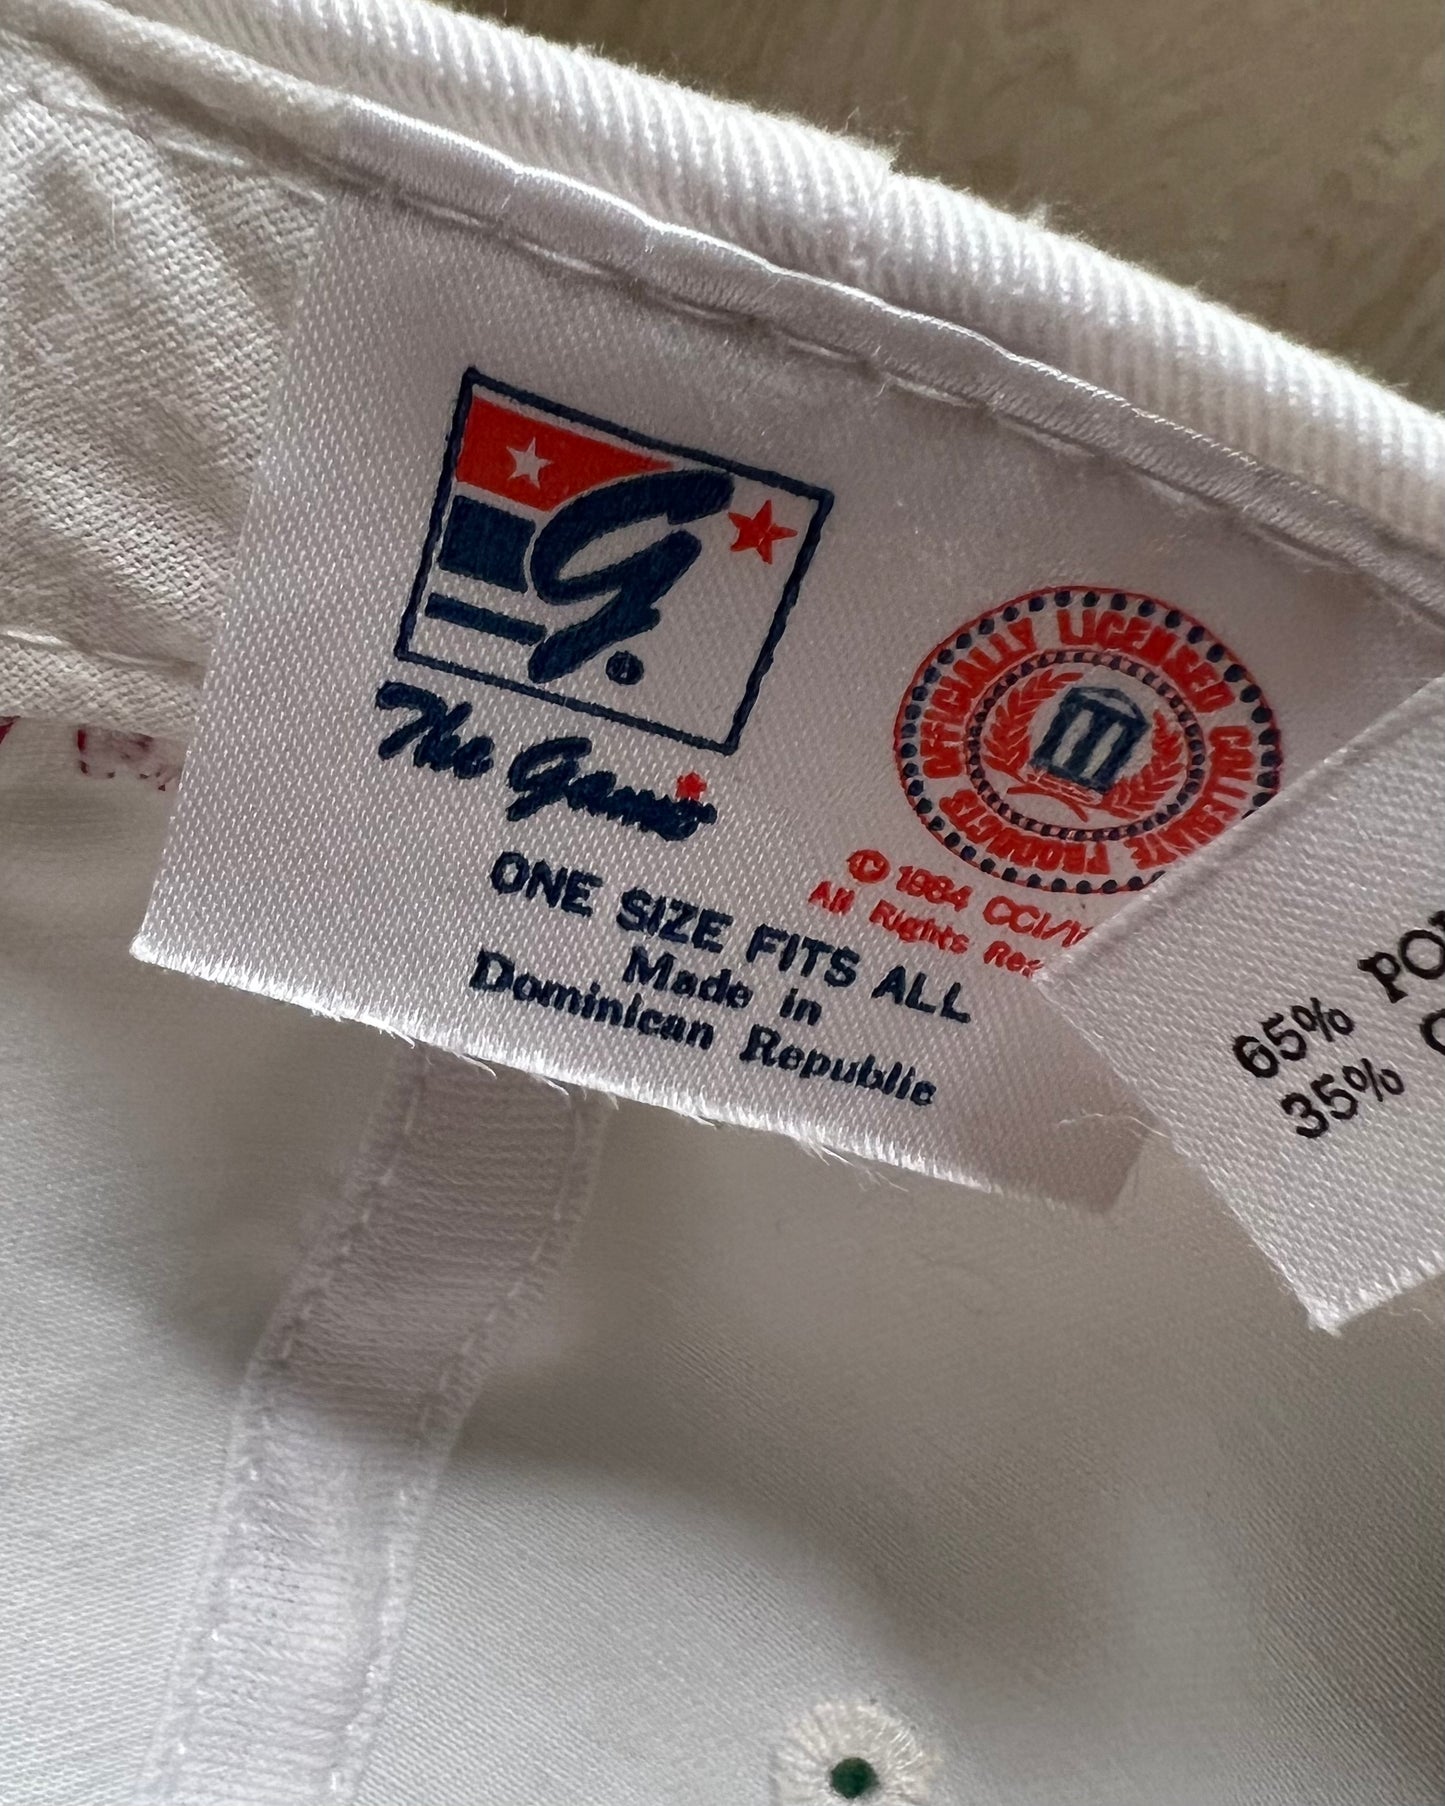 G ®
The Game
OFFICIALLY LICENSED COLLEGIATE PRODUCTS
© 1984 CCI/
All Rights
ONE SIZE FITS ALL
Made in
Dominican Republic
65%
35%